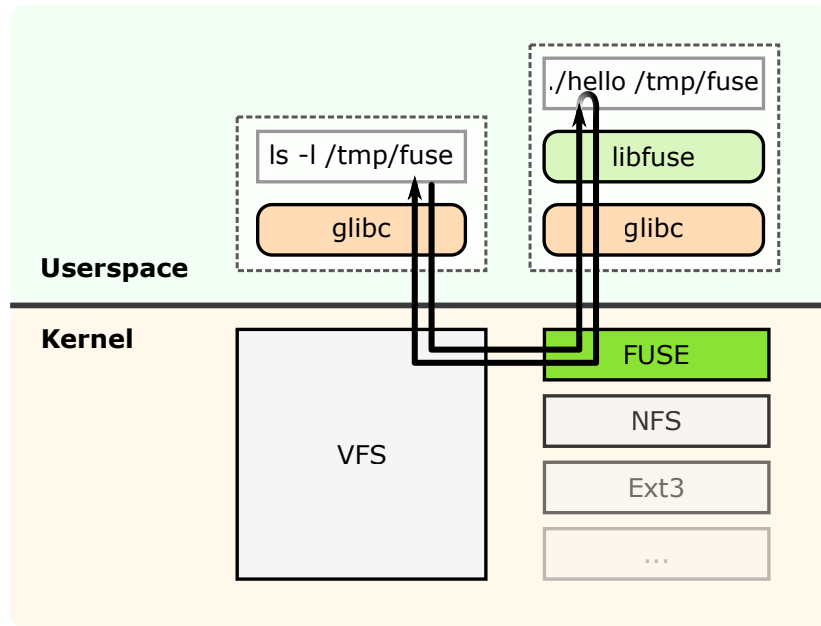 ./hello /tmp/fuse
ls -l /tmp/fuse
libfuse
glibc
glibc
Userspace
Kernel
FUSE
NFS
VFS
Ext3
...